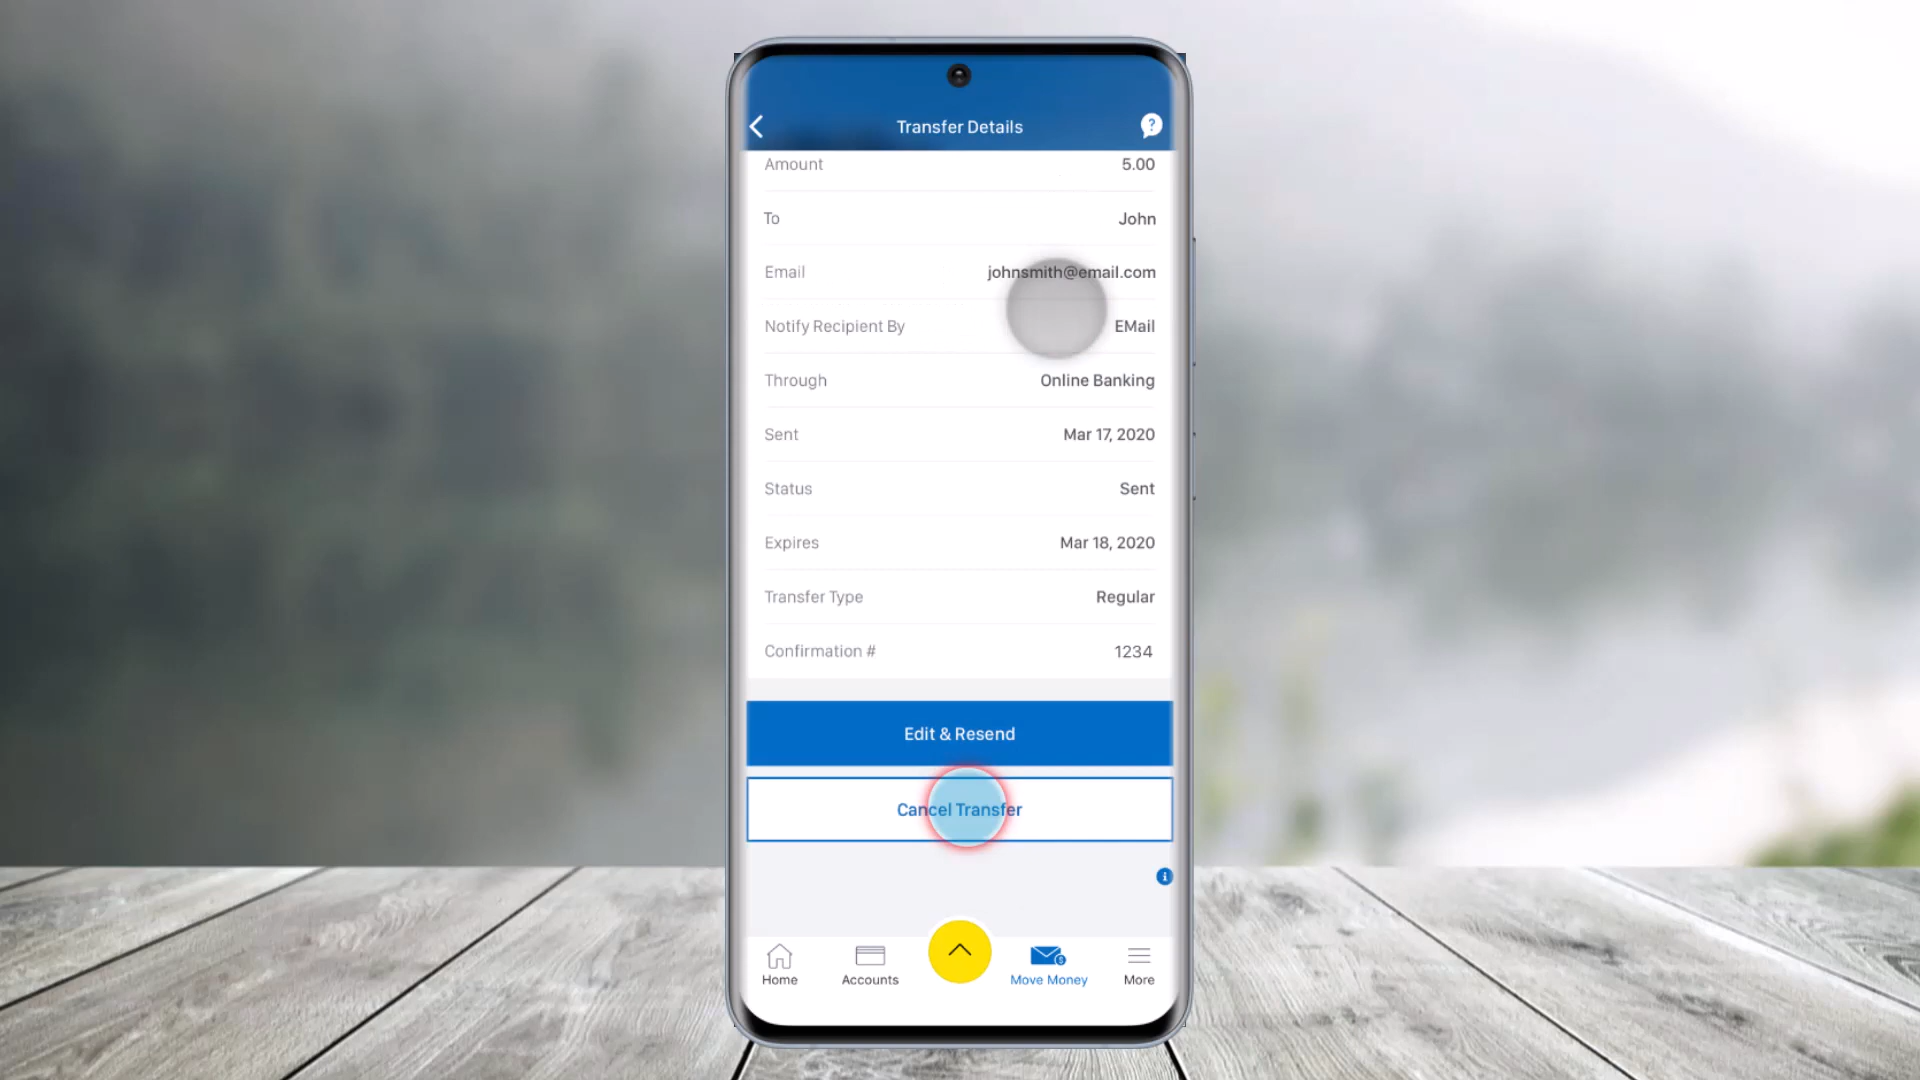 Transfer Details
?
Amount 5.00
To John
Email johnsmith@email.com
Notify Recipient By EMail
Through Online Banking
Sent Mar 17, 2020
Status Sent
Expires Mar 18, 2020
Transfer Type Regular
Confirmation # 1234
Edit & Resend
Cancel Transfer
i
Home Accounts Move Money More